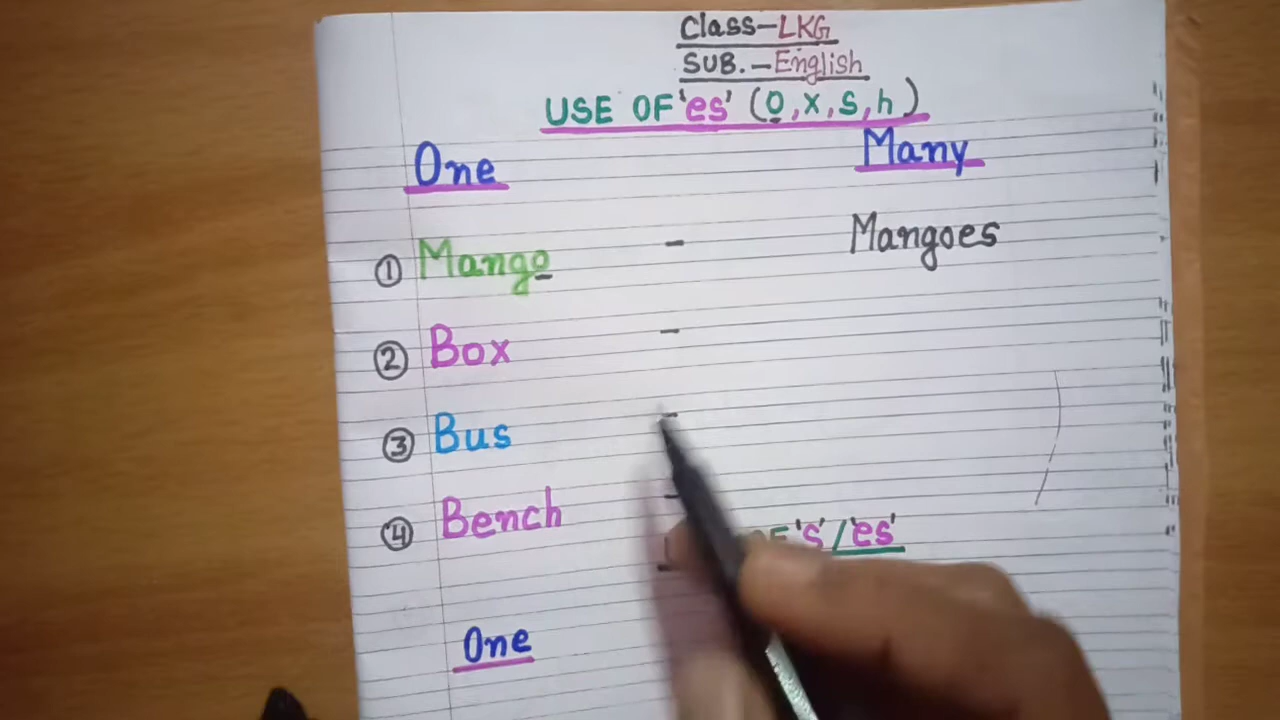 Class-LKG
SUB.-English
USE OF 'es' (o,x,s,h)
One Many
① Mango - Mangoes
② Box -
③ Bus -
④ Bench -
's'/'es'
One